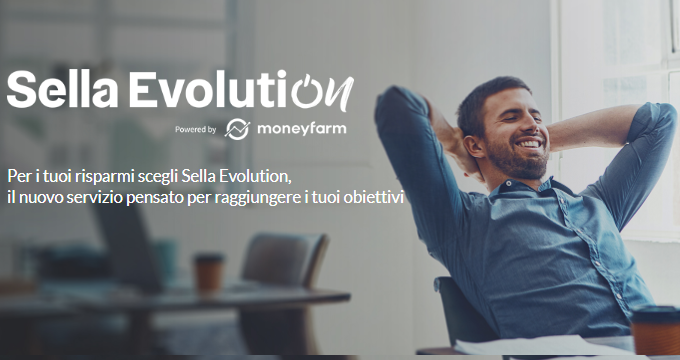 Sella Evolution
Powered by moneyfarm
Per i tuoi risparmi scegli Sella Evolution,
il nuovo servizio pensato per raggiungere i tuoi obiettivi